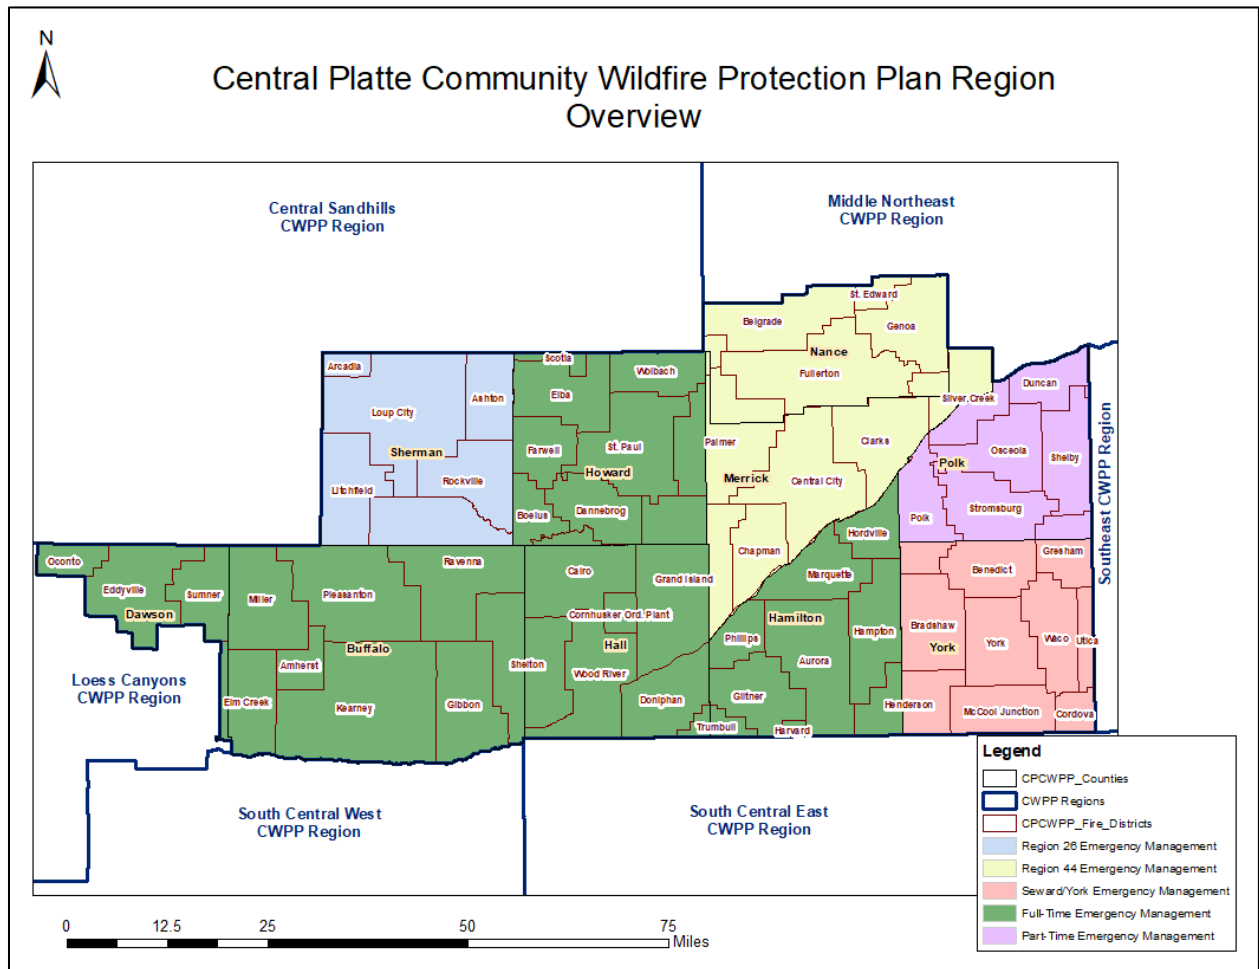 N
Central Platte Community Wildfire Protection Plan Region
Overview
Central Sandhills
CWPP Region
Middle Northeast
CWPP Region
St. Edward
Belgrade
Genoa
Nance
Fullerton
Scotia
Arcadia
Wolbach
Elba
Ashton
Duncan
Silver Creek
Loup City
Palmer
Clarks
Farwell
St. Paul
Osceola
Shelby
Sherman
Polk
Howard
Merrick
Central City
Rockville
Litchfield
Stromsburg
Boelus
Dannebrog
Polk
Hordville
Southeast CWPP Region
Chapman
Gresham
Oconto
Ravenna
Benedict
Cairo
Marquette
Grand Island
Eddyville
Sumner
Miller
Pleasanton
Dawson
Cornhusker Ord. Plant
Hamilton
Bradshaw
Hampton
Phillips
York
Waco
Utica
Buffalo
Hall
York
Amherst
Shelton
Wood River
Aurora
Loess Canyons
CWPP Region
Elm Creek
Kearney
Gibbon
Doniphan
Giltner
Henderson
McCool Junction
Cordova
Trumbull
Harvard
South Central West
CWPP Region
South Central East
CWPP Region
Legend
CPCWPP_Counties
CWPP Regions
CPCWPP_Fire_Districts
Region 26 Emergency Management
Region 44 Emergency Management
Seward/York Emergency Management
Full-Time Emergency Management
Part-Time Emergency Management
0 12.5 25 50 75
Miles